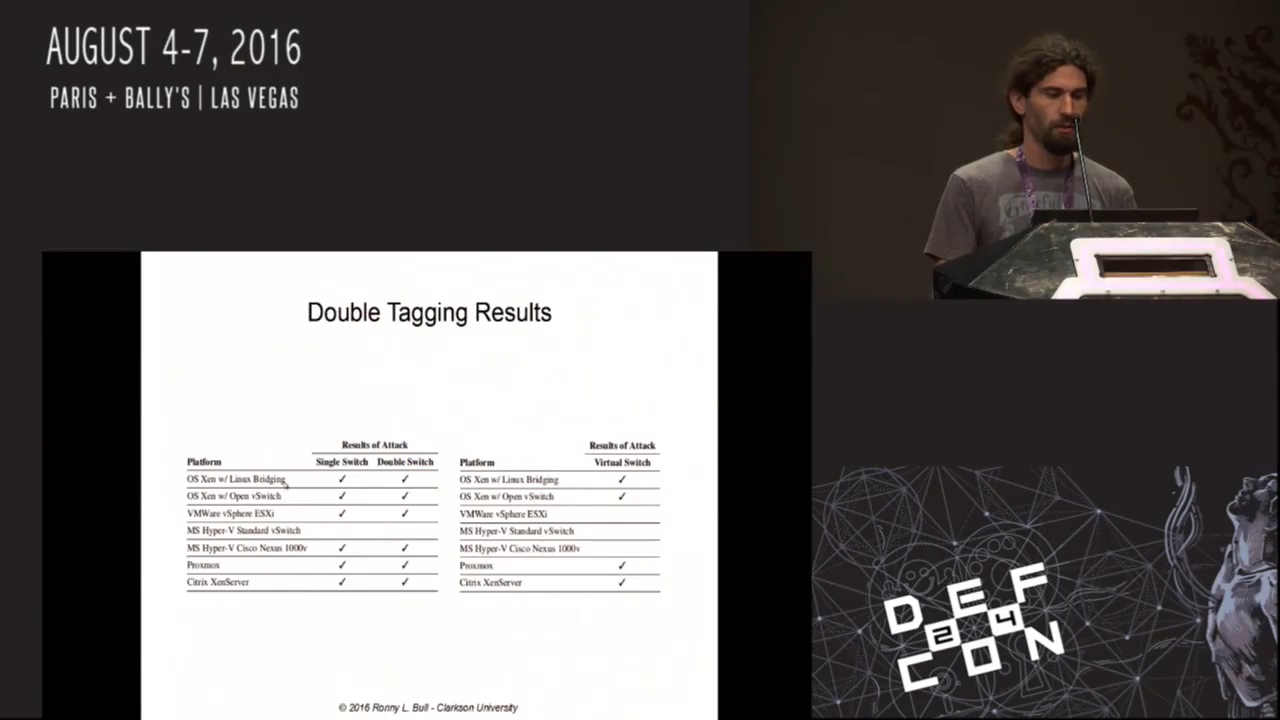 AUGUST 4-7, 2016
PARIS + BALLY'S | LAS VEGAS
Double Tagging Results
Results of Attack
Platform Single Switch Double Switch
OS Xen w/ Linux Bridging ✓ ✓
OS Xen w/ Open vSwitch ✓ ✓
VMWare vSphere ESXi ✓ ✓
MS Hyper-V Standard vSwitch
MS Hyper-V Cisco Nexus 1000v ✓ ✓
Proxmox ✓ ✓
Citrix XenServer ✓ ✓
Results of Attack
Platform Virtual Switch
OS Xen w/ Linux Bridging ✓
OS Xen w/ Open vSwitch ✓
VMWare vSphere ESXi
MS Hyper-V Standard vSwitch
MS Hyper-V Cisco Nexus 1000v
Proxmox ✓
Citrix XenServer ✓
© 2016 Ronny L. Bull - Clarkson University
DEF
24
CON